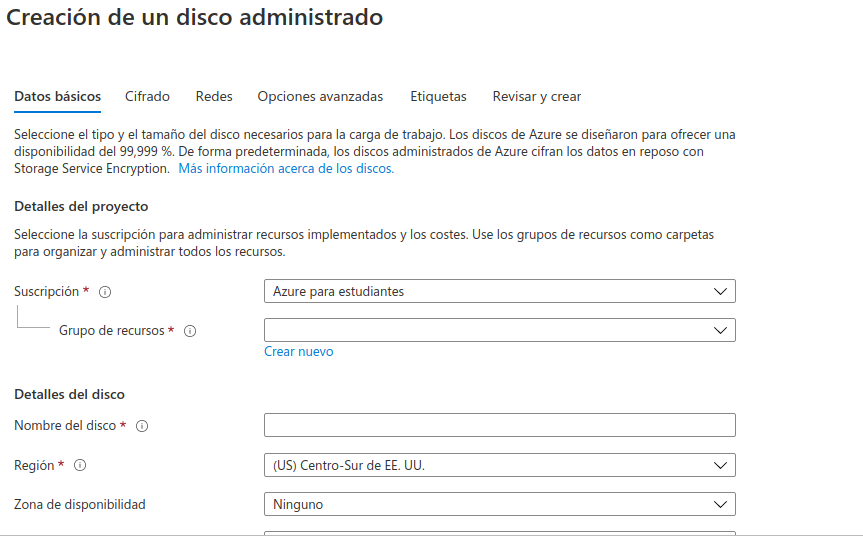 Creación de un disco administrado
Datos básicos Cifrado Redes Opciones avanzadas Etiquetas Revisar y crear
Seleccione el tipo y el tamaño del disco necesarios para la carga de trabajo. Los discos de Azure se diseñaron para ofrecer una
disponibilidad del 99,999 %. De forma predeterminada, los discos administrados de Azure cifran los datos en reposo con
Storage Service Encryption. Más información acerca de los discos.
Detalles del proyecto
Seleccione la suscripción para administrar recursos implementados y los costes. Use los grupos de recursos como carpetas
para organizar y administrar todos los recursos.
Suscripción * Azure para estudiantes
Grupo de recursos *
Crear nuevo
Detalles del disco
Nombre del disco *
Región * (US) Centro-Sur de EE. UU.
Zona de disponibilidad Ninguno